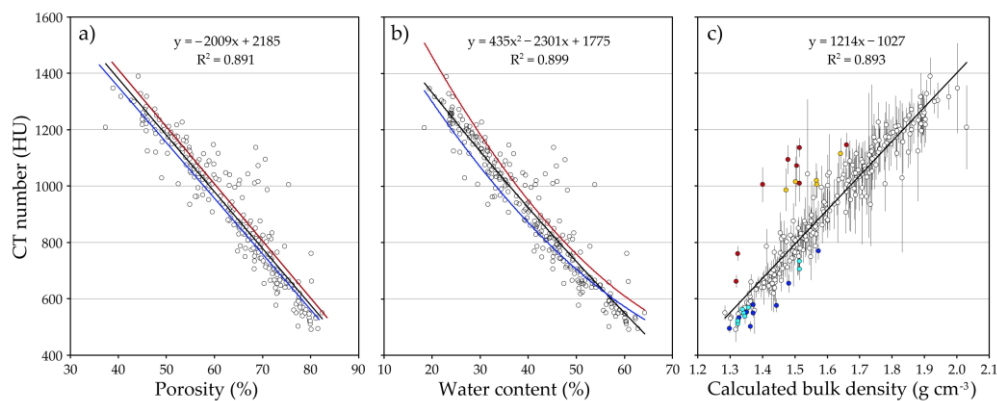 1600
1400
1200
1000
800
600
400
CT number (HU)
a)
y = −2009x + 2185
R² = 0.891
30 40 50 60 70 80 90
Porosity (%)
b)
y = 435x² − 2301x + 1775
R² = 0.899
10 20 30 40 50 60 70
Water content (%)
c)
y = 1214x − 1027
R² = 0.893
1.2 1.3 1.4 1.5 1.6 1.7 1.8 1.9 2.0 2.1
Calculated bulk density (g cm⁻³)